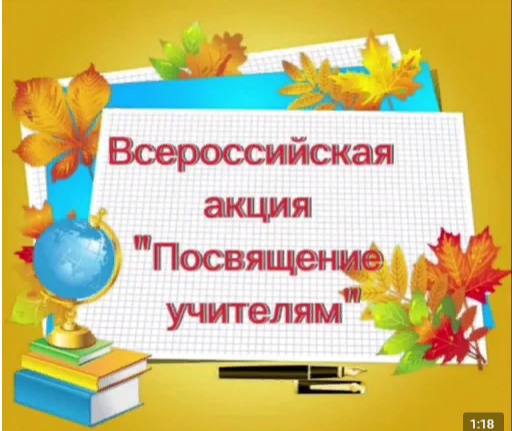 Всероссийская
акция
"Посвящение
учителям"
1:18